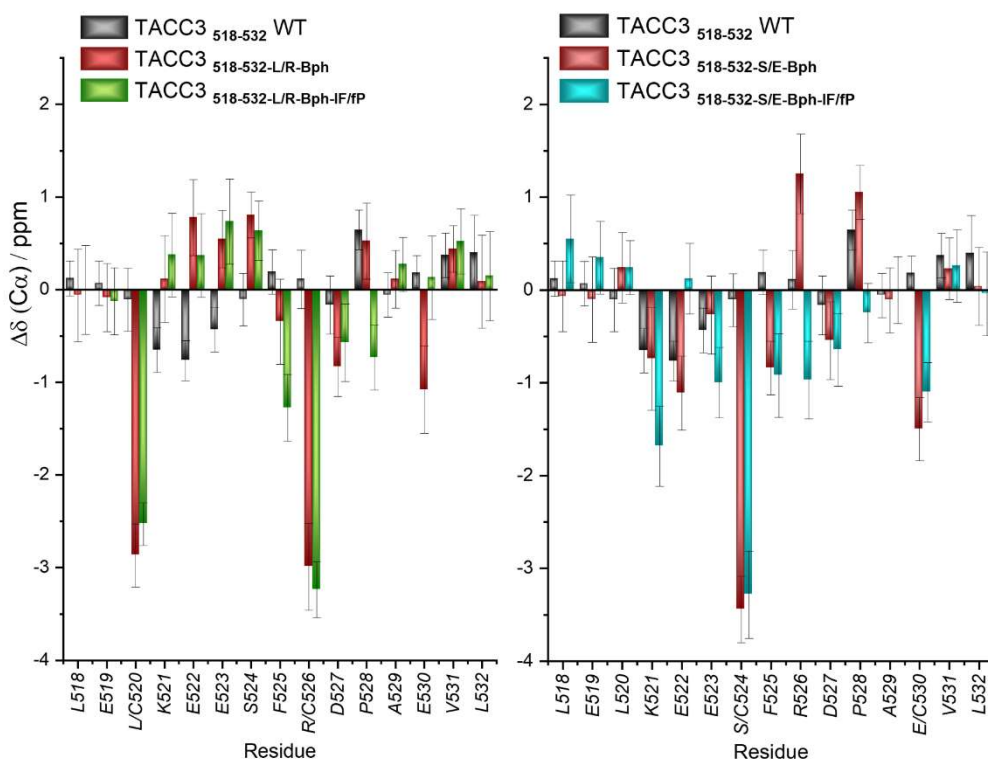 TACC3 518-532 WT
TACC3 518-532-L/R-Bph
TACC3 518-532-L/R-Bph-IF/fP
Δδ (Cα) / ppm
2
1
0
-1
-2
-3
-4
L518
E519
L/C520
K521
E522
E523
S524
F525
R/C526
D527
P528
A529
E530
V531
L532
Residue
TACC3 518-532 WT
TACC3 518-532-S/E-Bph
TACC3 518-532-S/E-Bph-IF/fP
2
1
0
-1
-2
-3
-4
L518
E519
L520
K521
E522
E523
S/C524
F525
R526
D527
P528
A529
E/C530
V531
L532
Residue